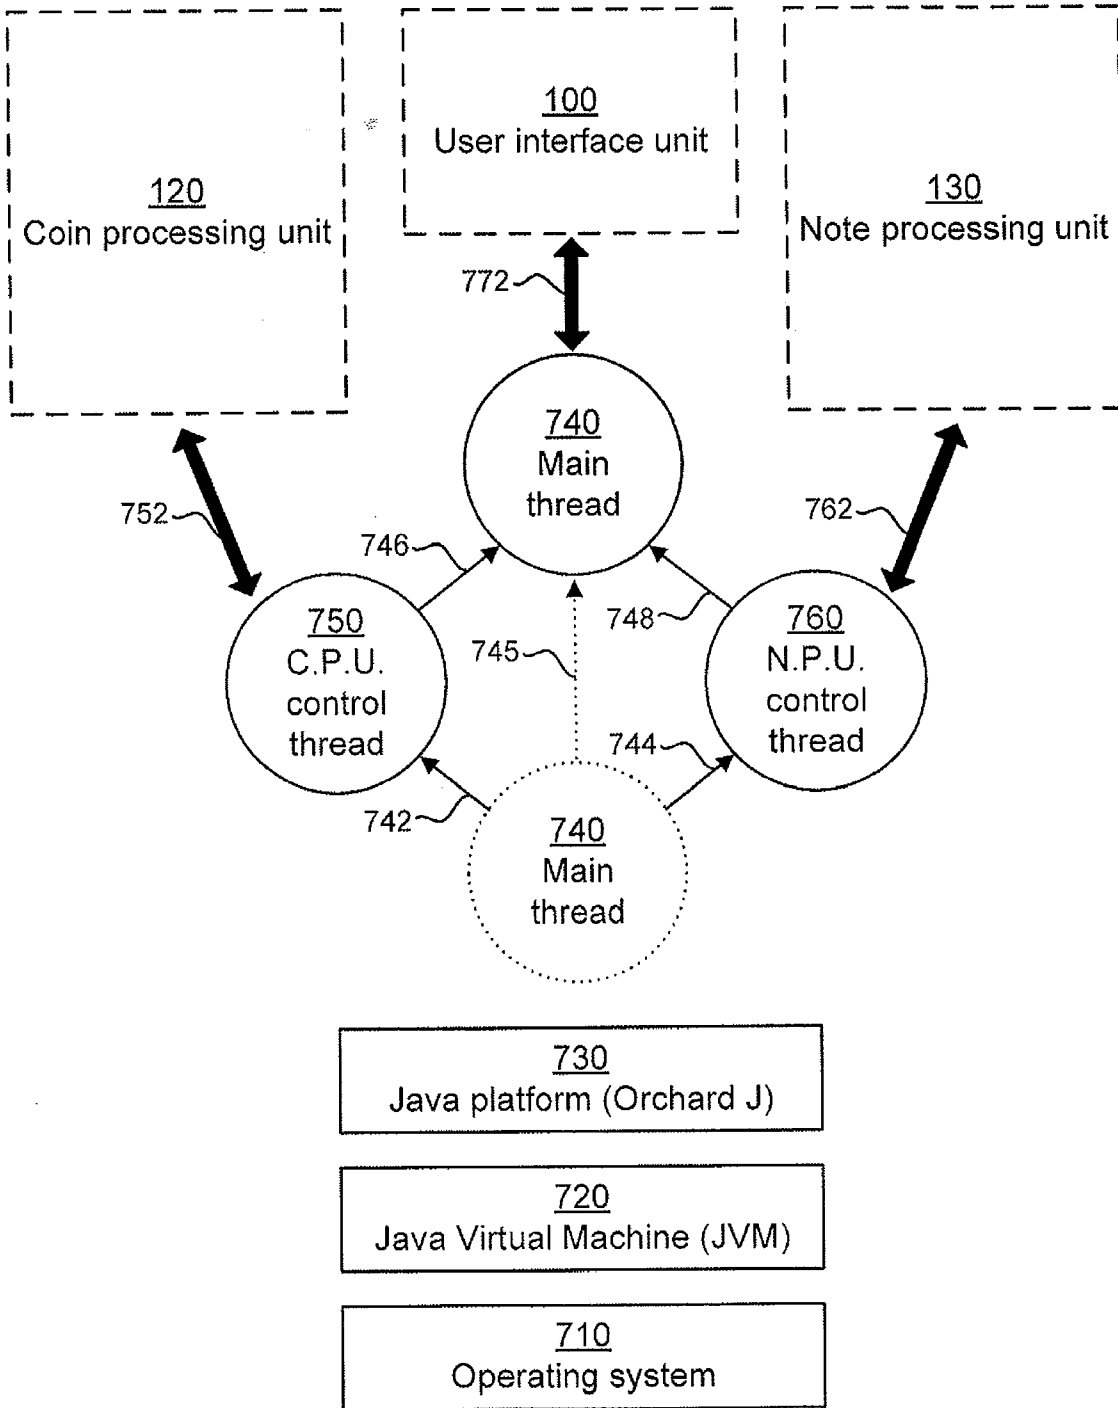 100
User interface unit
120
Coin processing unit
130
Note processing unit
772
740
Main
thread
752
762
746
748
750
C.P.U.
control
thread
745
760
N.P.U.
control
thread
742
744
740
Main
thread
730
Java platform (Orchard J)
720
Java Virtual Machine (JVM)
710
Operating system